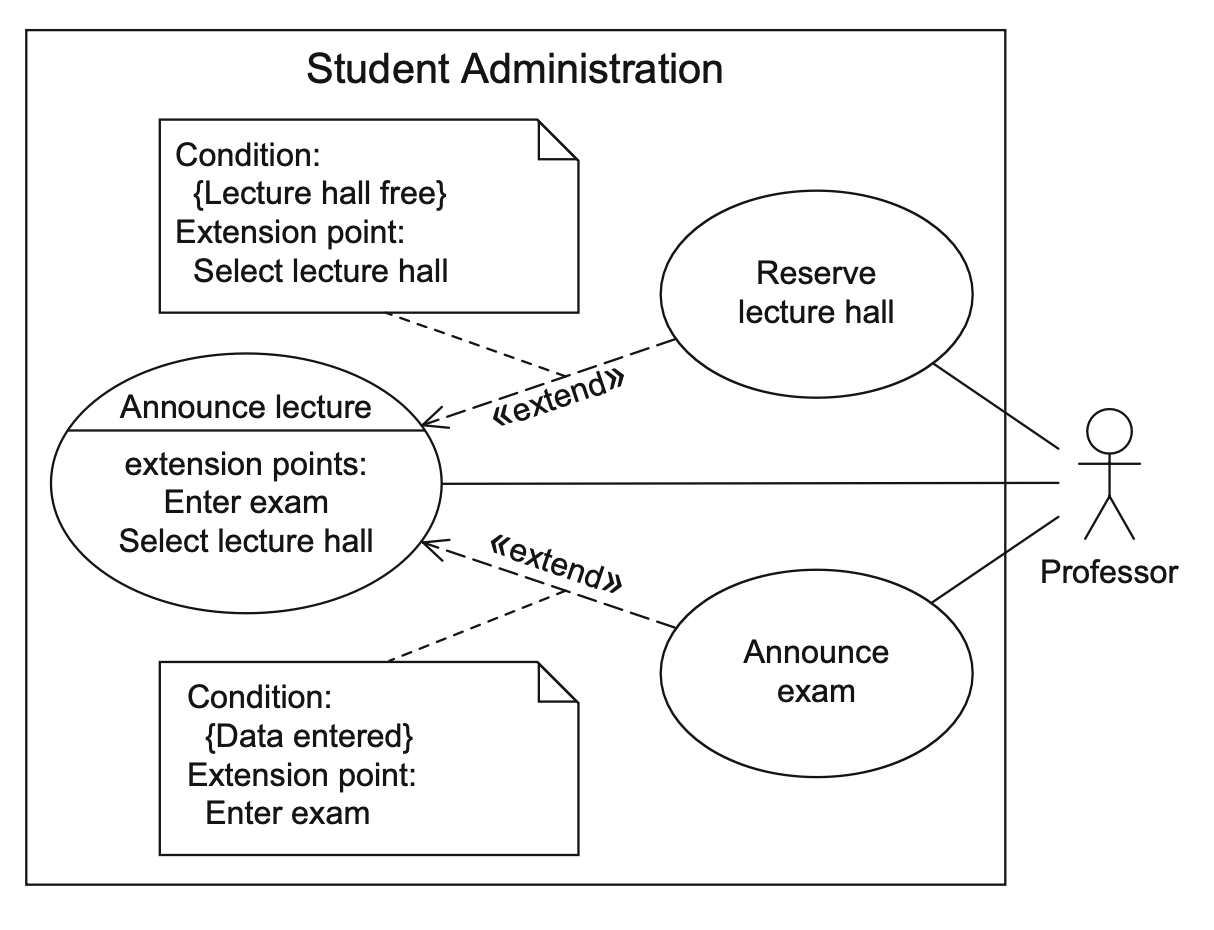 Student Administration
Condition:
{Lecture hall free}
Extension point:
Select lecture hall
Reserve
lecture hall
«extend»
Announce lecture
extension points:
Enter exam
Select lecture hall
«extend»
Professor
Announce
exam
Condition:
{Data entered}
Extension point:
Enter exam